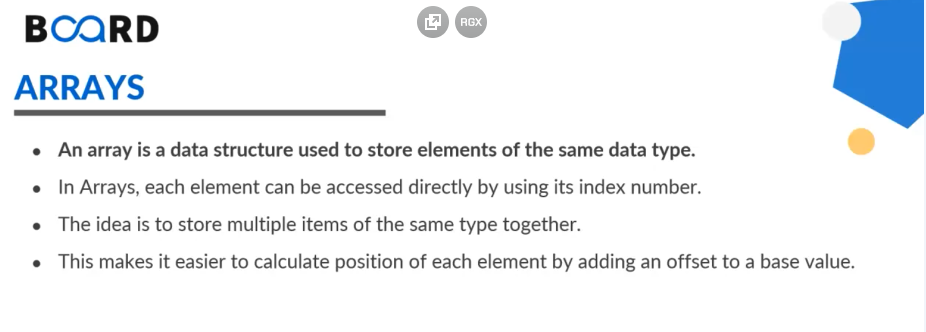 BOARD
RGX
ARRAYS
• An array is a data structure used to store elements of the same data type.
• In Arrays, each element can be accessed directly by using its index number.
• The idea is to store multiple items of the same type together.
• This makes it easier to calculate position of each element by adding an offset to a base value.